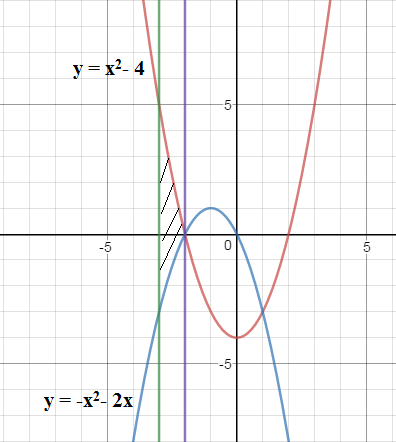 y = x²- 4
5
-5
0
5
-5
y = -x²- 2x